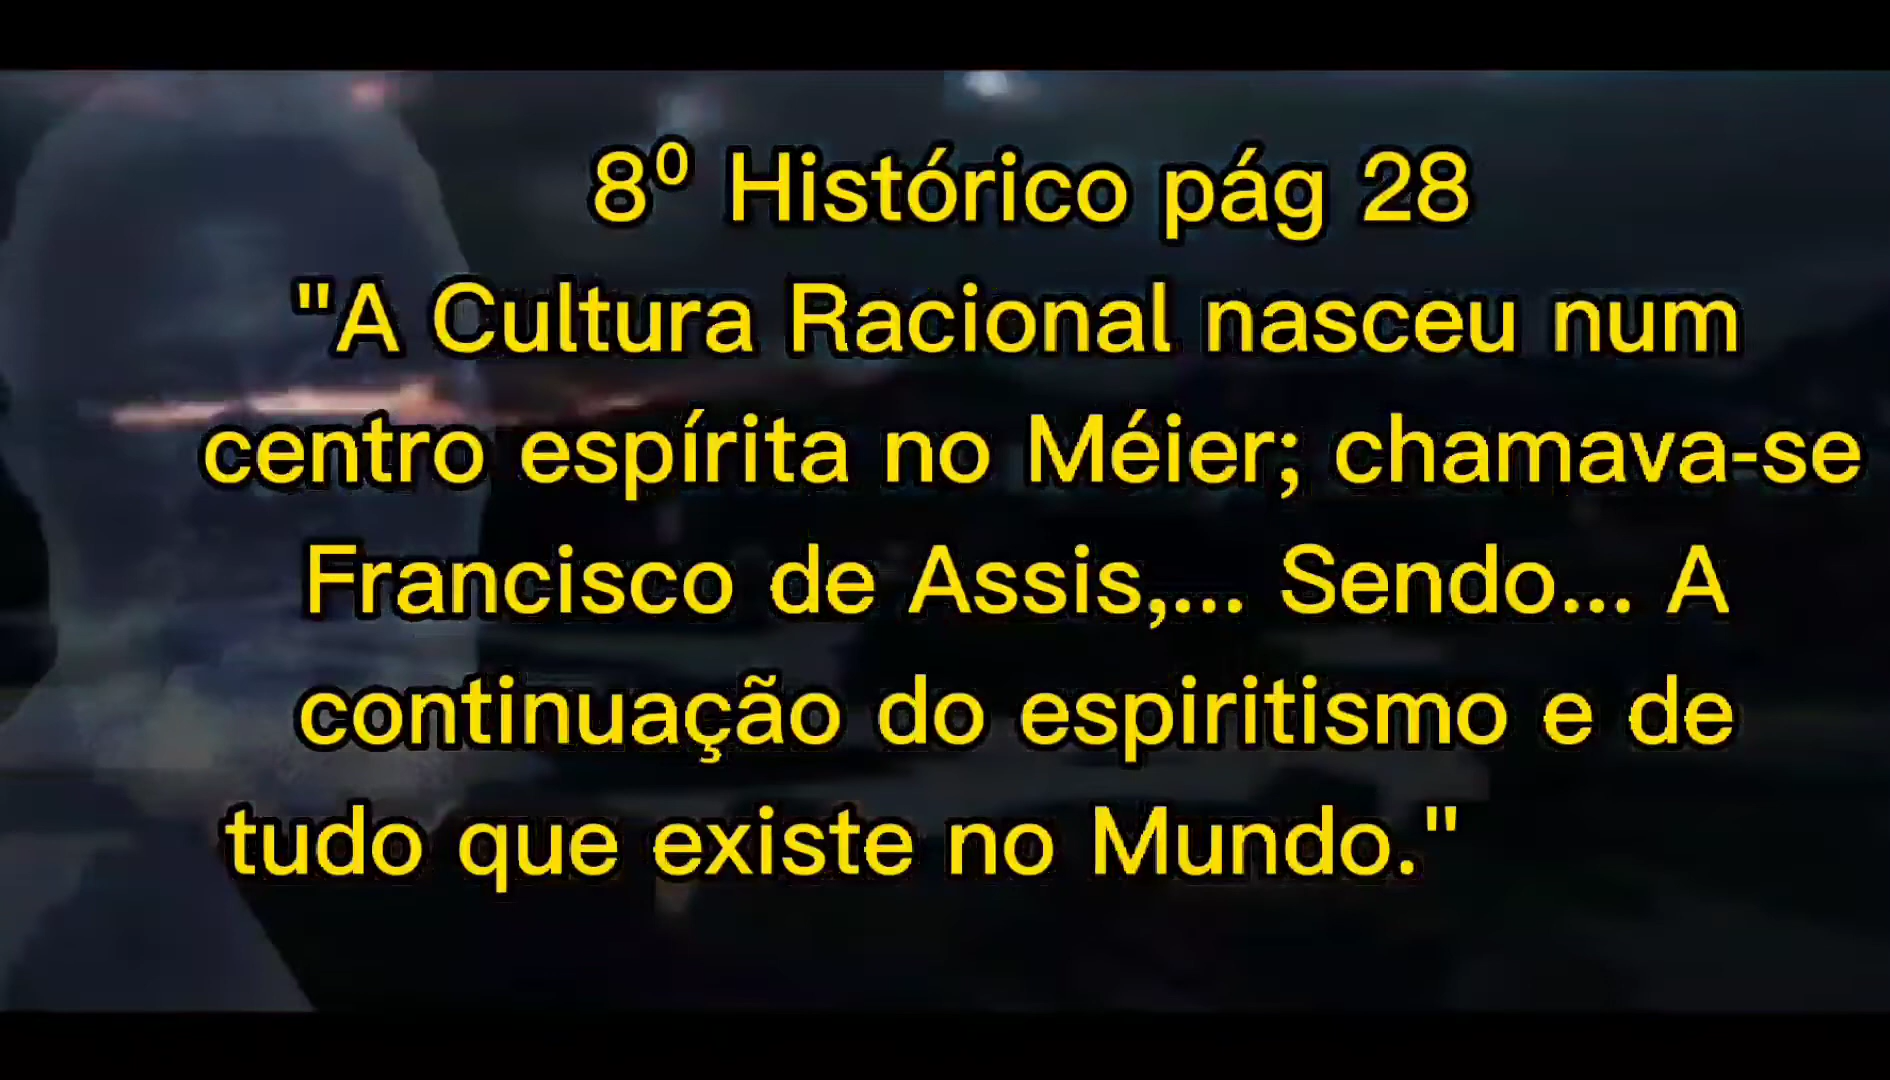 8º Histórico pág 28
"A Cultura Racional nasceu num
centro espírita no Méier; chamava-se
Francisco de Assis,... Sendo... A
continuação do espiritismo e de
tudo que existe no Mundo."